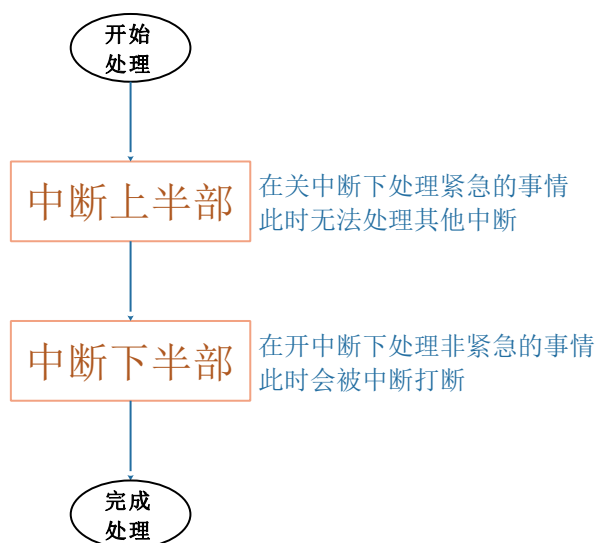 开始
处理
中断上半部
在关中断下处理紧急的事情
此时无法处理其他中断
中断下半部
在开中断下处理非紧急的事情
此时会被中断打断
完成
处理